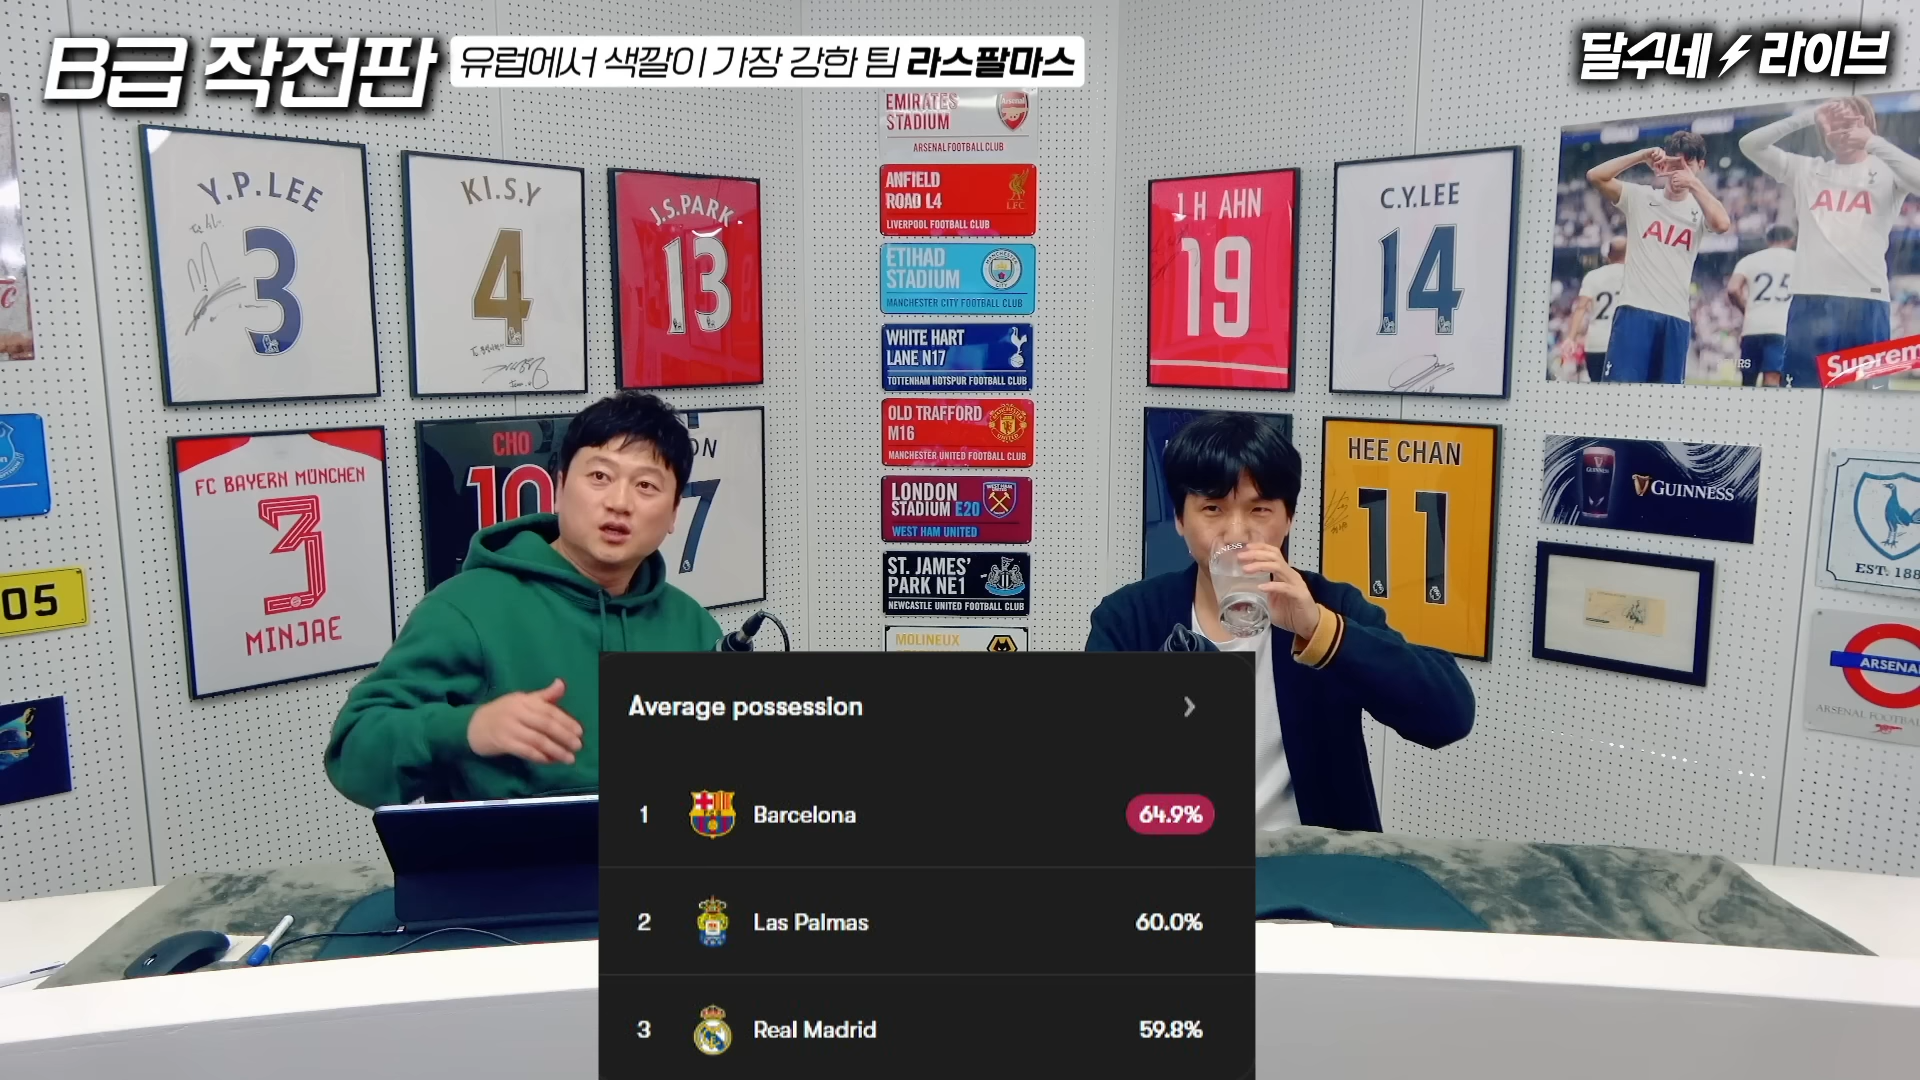 B급 작전판
유럽에서 색깔이 가장 강한 팀 라스팔마스
달수네 라이브
Y.P.LEE
3
KI.S.Y
4
J.S.PARK
13
EMIRATES
STADIUM
Arsenal
ARSENAL FOOTBALL CLUB
ANFIELD
ROAD L4
L.F.C.
LIVERPOOL FOOTBALL CLUB
ETIHAD
STADIUM
MANCHESTER CITY FOOTBALL CLUB
WHITE HART
LANE N17
TOTTENHAM HOTSPUR FOOTBALL CLUB
OLD TRAFFORD
M16
MANCHESTER UNITED FOOTBALL CLUB
LONDON
STADIUM E20
WEST HAM UNITED
ST. JAMES'
PARK NE1
NEWCASTLE UNITED FOOTBALL CLUB
MOLINEUX
J H AHN
19
C.Y.LEE
14
AIA
AIA
25
Suprem
FC BAYERN MÜNCHEN
3
MINJAE
CHO
10
ON
7
HEE CHAN
11
GUINNESS
EST. 188
ARSENAL
ARSENAL FOOTBAL
05
Average possession
1 Barcelona 64.9%
2 Las Palmas 60.0%
3 Real Madrid 59.8%